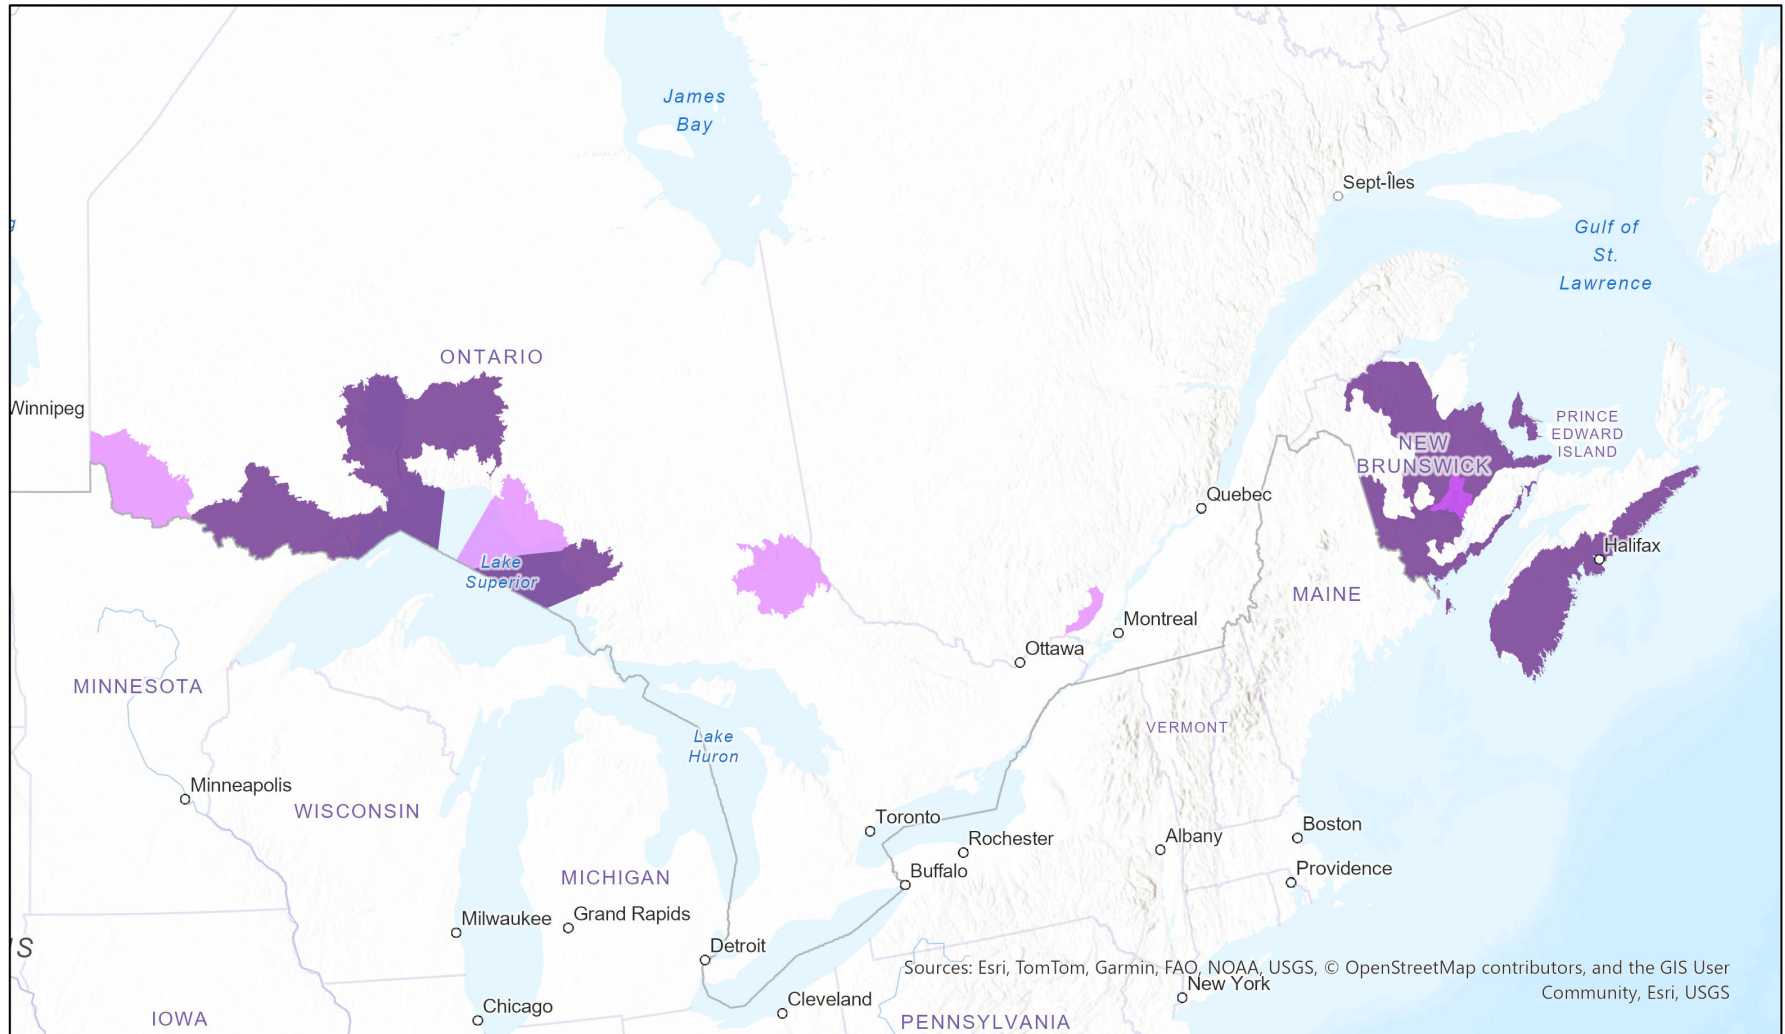 James
Bay
Sept-Îles
g
Gulf of
St.
Lawrence
ONTARIO
Winnipeg
PRINCE
EDWARD
ISLAND
NEW
BRUNSWICK
Quebec
Halifax
Lake
Superior
MAINE
Montreal
Ottawa
MINNESOTA
VERMONT
Lake
Huron
Minneapolis
WISCONSIN
Toronto
Rochester
Albany
Boston
Buffalo
Providence
MICHIGAN
Milwaukee
Grand Rapids
Detroit
IS
Sources: Esri, TomTom, Garmin, FAO, NOAA, USGS, © OpenStreetMap contributors, and the GIS User
Community, Esri, USGS
New York
Cleveland
Chicago
IOWA
PENNSYLVANIA